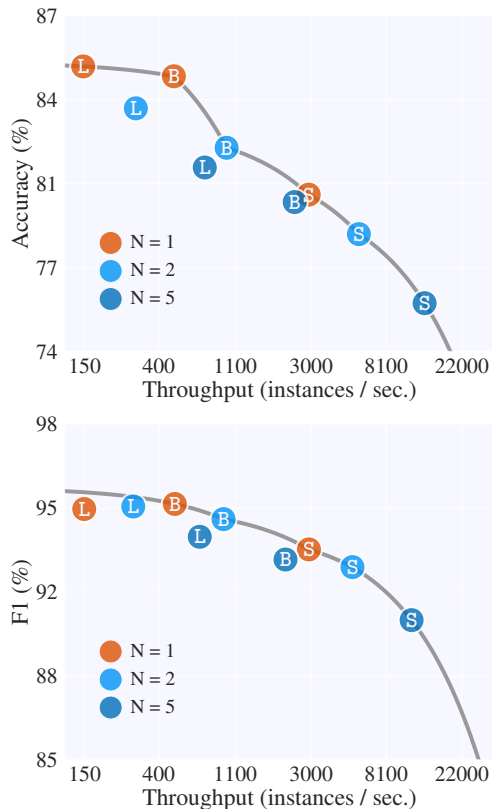 87
84
81
77
74
Accuracy (%)
L
B
L
B
L
B
S
S
S
N = 1
N = 2
N = 5
150 400 1100 3000 8100 22000
Throughput (instances / sec.)
98
95
92
88
85
F1 (%)
L
L
B
B
L
S
B
S
S
N = 1
N = 2
N = 5
150 400 1100 3000 8100 22000
Throughput (instances / sec.)